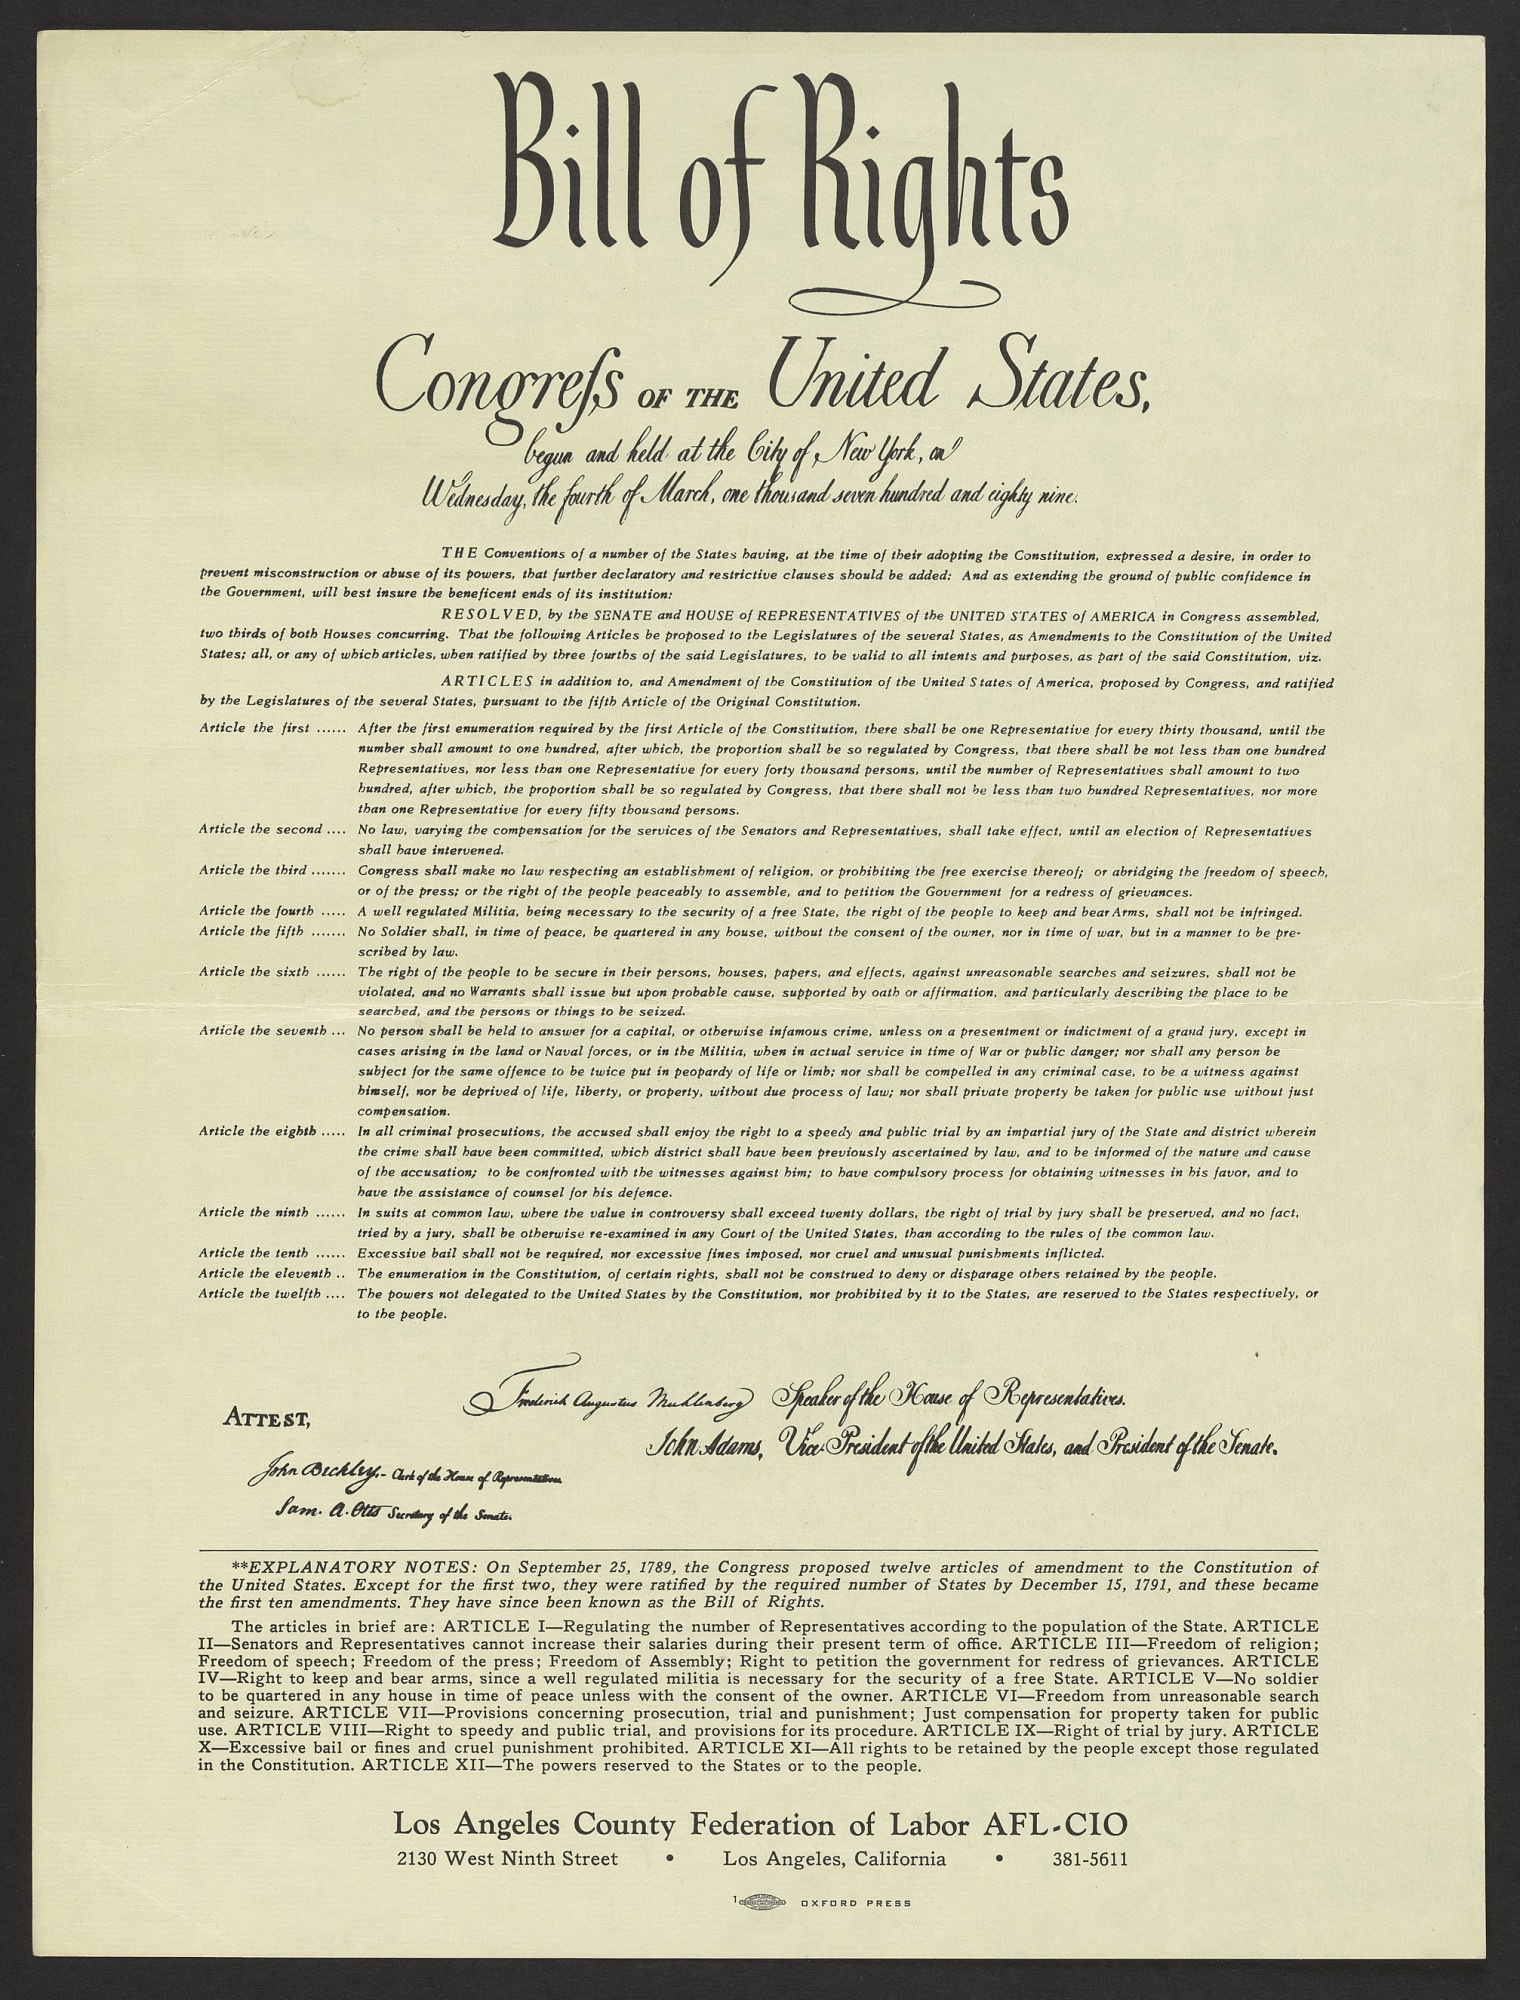 Bill of Rights
Congreſs OF THE United States,
begun and held at the City of New York, on
Wednesday, the fourth of March, one thousand seven hundred and eighty nine.
THE Conventions of a number of the States having, at the time of their adopting the Constitution, expressed a desire, in order to
prevent misconstruction or abuse of its powers, that further declaratory and restrictive clauses should be added: And as extending the ground of public confidence in
the Government, will best insure the beneficent ends of its institution:
RESOLVED, by the SENATE and HOUSE of REPRESENTATIVES of the UNITED STATES of AMERICA in Congress assembled,
two thirds of both Houses concurring. That the following Articles be proposed to the Legislatures of the several States, as Amendments to the Constitution of the United
States; all, or any of which articles, when ratified by three fourths of the said Legislatures, to be valid to all intents and purposes, as part of the said Constitution, viz.
ARTICLES in addition to, and Amendment of the Constitution of the United States of America, proposed by Congress, and ratified
by the Legislatures of the several States, pursuant to the fifth Article of the Original Constitution.
Article the first ...... After the first enumeration required by the first Article of the Constitution, there shall be one Representative for every thirty thousand, until the
number shall amount to one hundred, after which, the proportion shall be so regulated by Congress, that there shall be not less than one hundred
Representatives, nor less than one Representative for every forty thousand persons, until the number of Representatives shall amount to two
hundred, after which, the proportion shall be so regulated by Congress, that there shall not be less than two hundred Representatives, nor more
than one Representative for every fifty thousand persons.
Article the second .... No law, varying the compensation for the services of the Senators and Representatives, shall take effect, until an election of Representatives
shall have intervened.
Article the third ....... Congress shall make no law respecting an establishment of religion, or prohibiting the free exercise thereof; or abridging the freedom of speech,
or of the press; or the right of the people peaceably to assemble, and to petition the Government for a redress of grievances.
Article the fourth ..... A well regulated Militia, being necessary to the security of a free State, the right of the people to keep and bear Arms, shall not be infringed.
Article the fifth ....... No Soldier shall, in time of peace, be quartered in any house, without the consent of the owner, nor in time of war, but in a manner to be pre-
scribed by law.
Article the sixth ...... The right of the people to be secure in their persons, houses, papers, and effects, against unreasonable searches and seizures, shall not be
violated, and no Warrants shall issue but upon probable cause, supported by oath or affirmation, and particularly describing the place to be
searched, and the persons or things to be seized.
Article the seventh ... No person shall be held to answer for a capital, or otherwise infamous crime, unless on a presentment or indictment of a grand jury, except in
cases arising in the land or Naval forces, or in the Militia, when in actual service in time of War or public danger; nor shall any person be
subject for the same offence to be twice put in peopardy of life or limb; nor shall be compelled in any criminal case, to be a witness against
himself, nor be deprived of life, liberty, or property, without due process of law; nor shall private property be taken for public use without just
compensation.
Article the eighth ..... In all criminal prosecutions, the accused shall enjoy the right to a speedy and public trial by an impartial jury of the State and district wherein
the crime shall have been committed, which district shall have been previously ascertained by law, and to be informed of the nature and cause
of the accusation; to be confronted with the witnesses against him; to have compulsory process for obtaining witnesses in his favor, and to
have the assistance of counsel for his defence.
Article the ninth ...... In suits at common law, where the value in controversy shall exceed twenty dollars, the right of trial by jury shall be preserved, and no fact,
tried by a jury, shall be otherwise re-examined in any Court of the United States, than according to the rules of the common law.
Article the tenth ...... Excessive bail shall not be required, nor excessive fines imposed, nor cruel and unusual punishments inflicted.
Article the eleventh .. The enumeration in the Constitution, of certain rights, shall not be construed to deny or disparage others retained by the people.
Article the twelfth .... The powers not delegated to the United States by the Constitution, nor prohibited by it to the States, are reserved to the States respectively, or
to the people.
Frederick Augustus Muhlenberg Speaker of the House of Representatives.
ATTEST,
John Adams, Vice-President of the United States, and President of the Senate.
John Beckley.- Clerk of the House of Representatives
Sam. A. Otis Secretary of the Senate.
**EXPLANATORY NOTES: On September 25, 1789, the Congress proposed twelve articles of amendment to the Constitution of
the United States. Except for the first two, they were ratified by the required number of States by December 15, 1791, and these became
the first ten amendments. They have since been known as the Bill of Rights.
The articles in brief are: ARTICLE I—Regulating the number of Representatives according to the population of the State. ARTICLE
II—Senators and Representatives cannot increase their salaries during their present term of office. ARTICLE III—Freedom of religion;
Freedom of speech; Freedom of the press; Freedom of Assembly; Right to petition the government for redress of grievances. ARTICLE
IV—Right to keep and bear arms, since a well regulated militia is necessary for the security of a free State. ARTICLE V—No soldier
to be quartered in any house in time of peace unless with the consent of the owner. ARTICLE VI—Freedom from unreasonable search
and seizure. ARTICLE VII—Provisions concerning prosecution, trial and punishment; Just compensation for property taken for public
use. ARTICLE VIII—Right to speedy and public trial, and provisions for its procedure. ARTICLE IX—Right of trial by jury. ARTICLE
X—Excessive bail or fines and cruel punishment prohibited. ARTICLE XI—All rights to be retained by the people except those regulated
in the Constitution. ARTICLE XII—The powers reserved to the States or to the people.
Los Angeles County Federation of Labor AFL-CIO
2130 West Ninth Street • Los Angeles, California • 381-5611
1 OXFORD PRESS